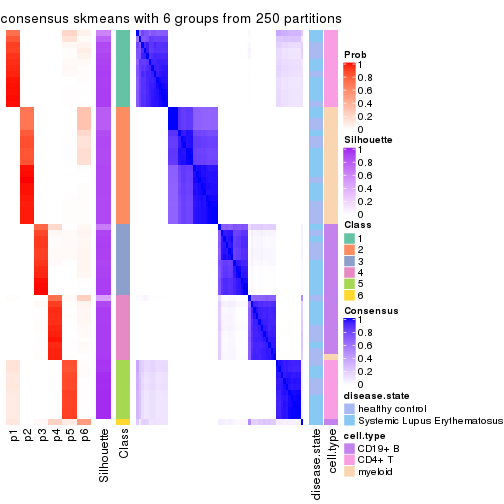 consensus skmeans with 6 groups from 250 partitions
Prob
1
0.8
0.6
0.4
0.2
0
Silhouette
1
0.8
0.6
0.4
0.2
0
Class
1
2
3
4
5
6
Consensus
1
0.8
0.6
0.4
0.2
0
disease.state
healthy control
Systemic Lupus Erythematosus
cell.type
CD19+ B
CD4+ T
myeloid
p1
p2
p3
p4
p5
p6
Silhouette
Class
disease.state
cell.type